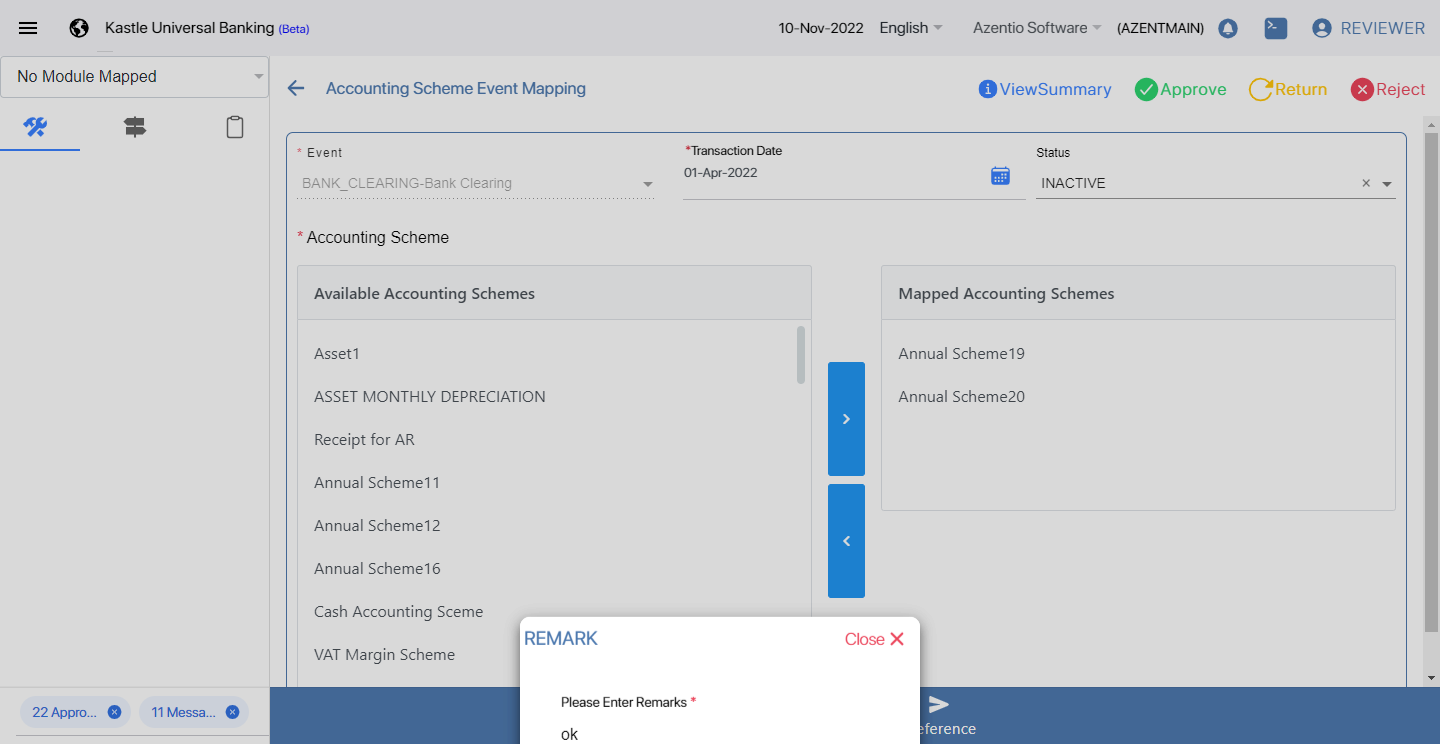 Kastle Universal Banking (Beta)
10-Nov-2022 English Azentio Software (AZENTMAIN) REVIEWER
No Module Mapped
Accounting Scheme Event Mapping
ViewSummary Approve Return Reject
* Event
BANK_CLEARING-Bank Clearing
*Transaction Date
01-Apr-2022
Status
INACTIVE
* Accounting Scheme
Available Accounting Schemes
Asset1
ASSET MONTHLY DEPRECIATION
Receipt for AR
Annual Scheme11
Annual Scheme12
Annual Scheme16
Cash Accounting Sceme
VAT Margin Scheme
Mapped Accounting Schemes
Annual Scheme19
Annual Scheme20
REMARK Close
Please Enter Remarks *
ok
22 Appro... 11 Messa...